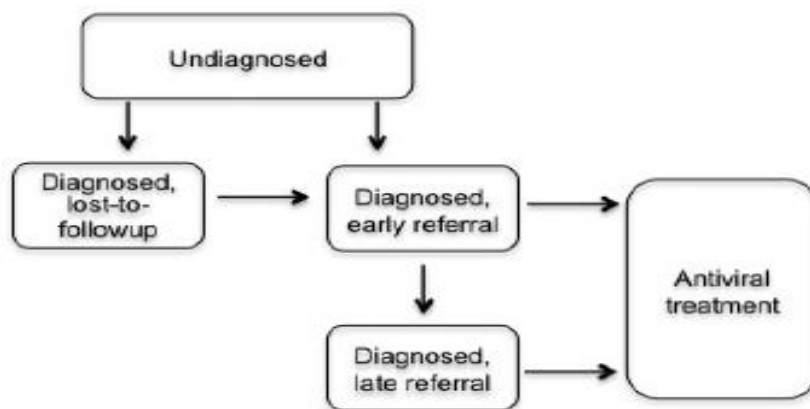 Undiagnosed
Diagnosed,
lost-to-
followup
Diagnosed,
early referral
Antiviral
treatment
Diagnosed,
late referral